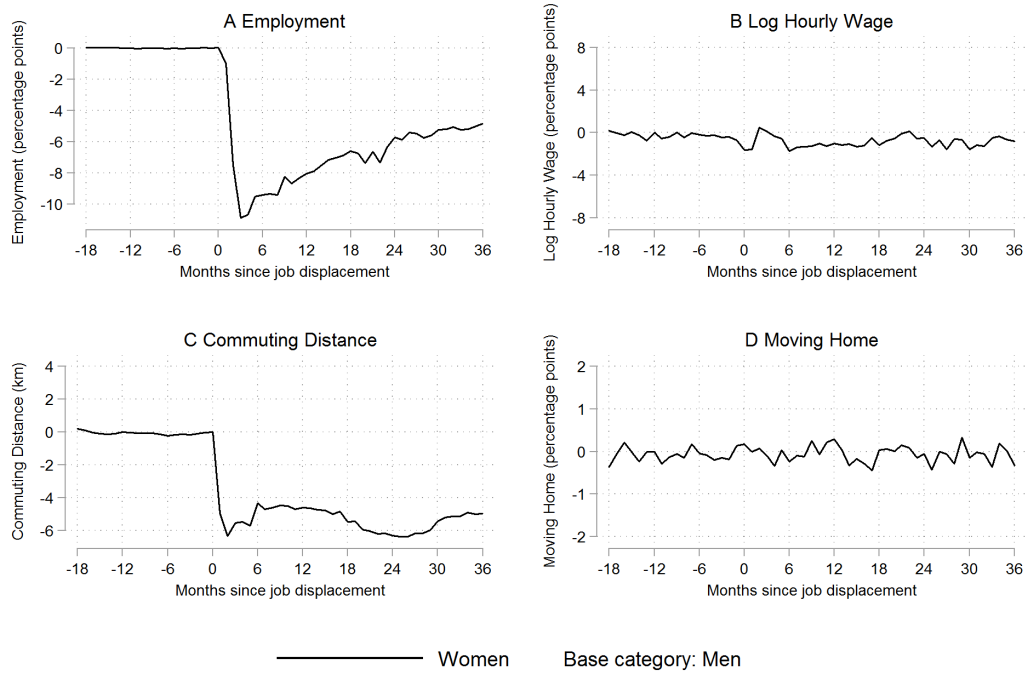 A Employment
Employment (percentage points)
0
-2
-4
-6
-8
-10
-18 -12 -6 0 6 12 18 24 30 36
Months since job displacement
B Log Hourly Wage
Log Hourly Wage (percentage points)
8
4
0
-4
-8
-18 -12 -6 0 6 12 18 24 30 36
Months since job displacement
C Commuting Distance
Commuting Distance (km)
4
2
0
-2
-4
-6
-18 -12 -6 0 6 12 18 24 30 36
Months since job displacement
D Moving Home
Moving Home (percentage points)
2
1
0
-1
-2
-18 -12 -6 0 6 12 18 24 30 36
Months since job displacement
Women Base category: Men